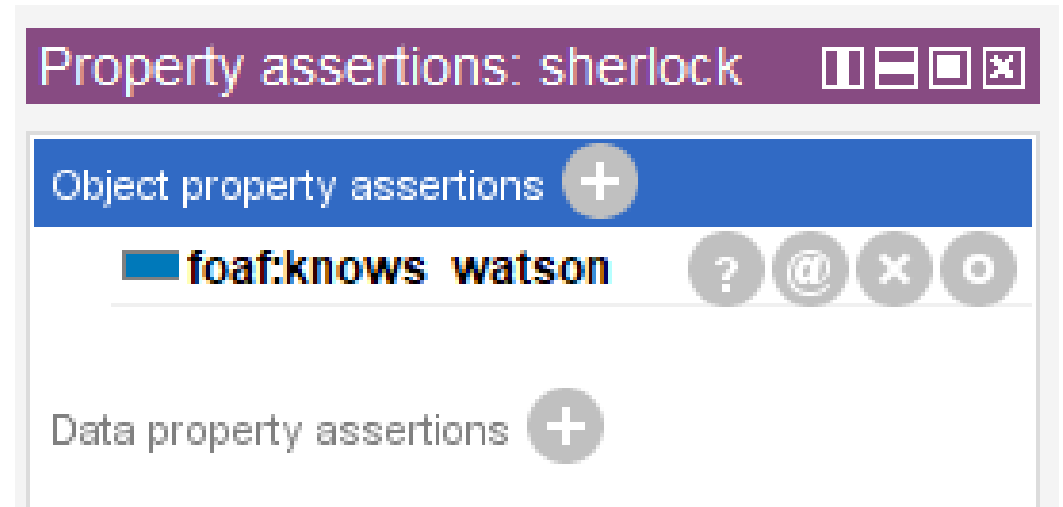 Property assertions: sherlock
Object property assertions
foaf:knows watson
Data property assertions